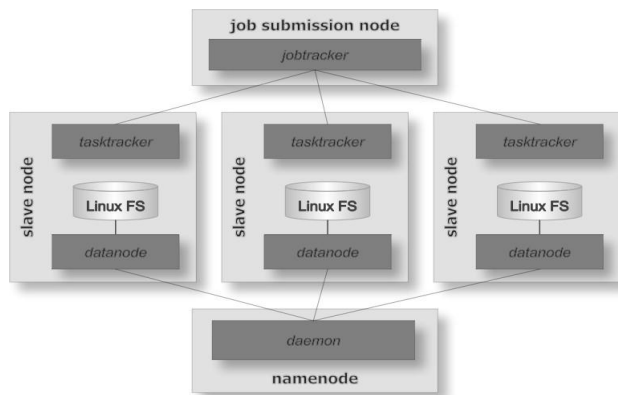 job submission node
jobtracker
tasktracker
slave node
Linux FS
datanode
tasktracker
slave node
Linux FS
datanode
tasktracker
slave node
Linux FS
datanode
daemon
namenode